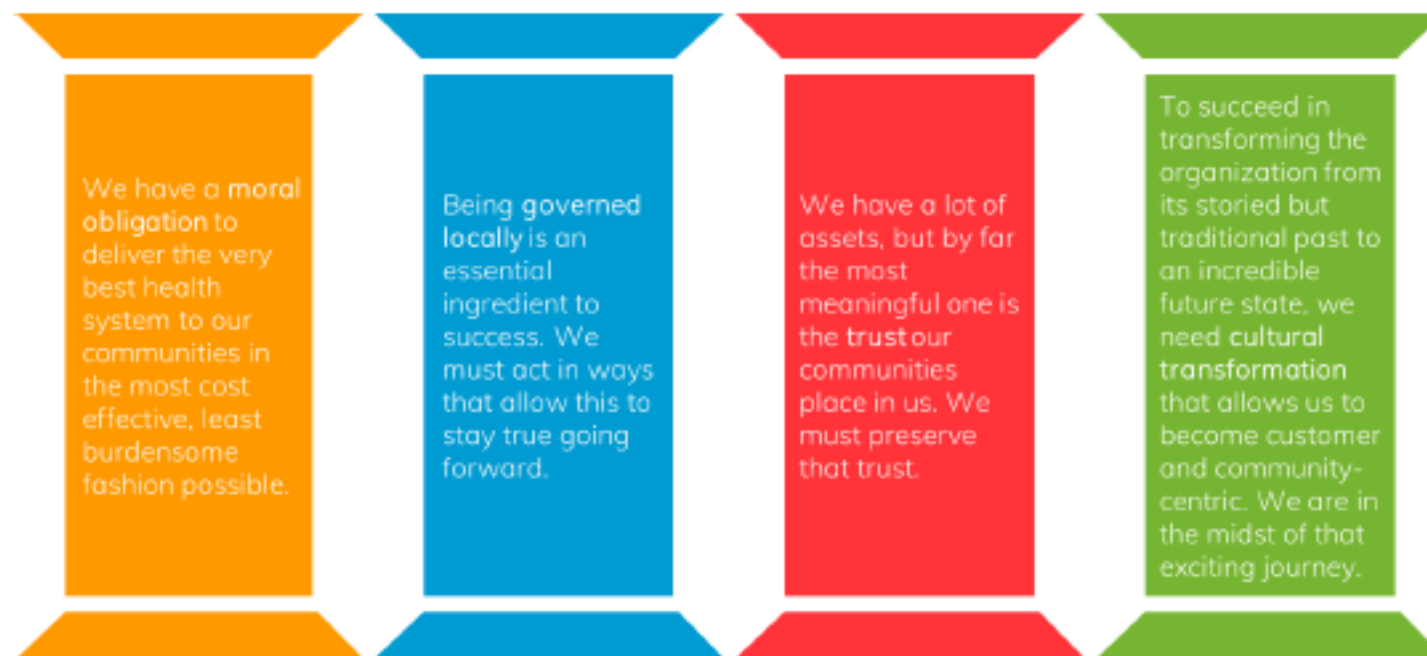 We have a moral
obligation to
deliver the very
best health
system to our
communities in
the most cost
effective, least
burdensome
fashion possible.
Being governed
locally is an
essential
ingredient to
success. We
must act in ways
that allow this to
stay true going
forward.
We have a lot of
assets, but by far
the most
meaningful one is
the trust our
communities
place in us. We
must preserve
that trust.
To succeed in
transforming the
organization from
its storied but
traditional past to
an incredible
future state, we
need cultural
transformation
that allows us to
become customer
and community-
centric. We are in
the midst of that
exciting journey.